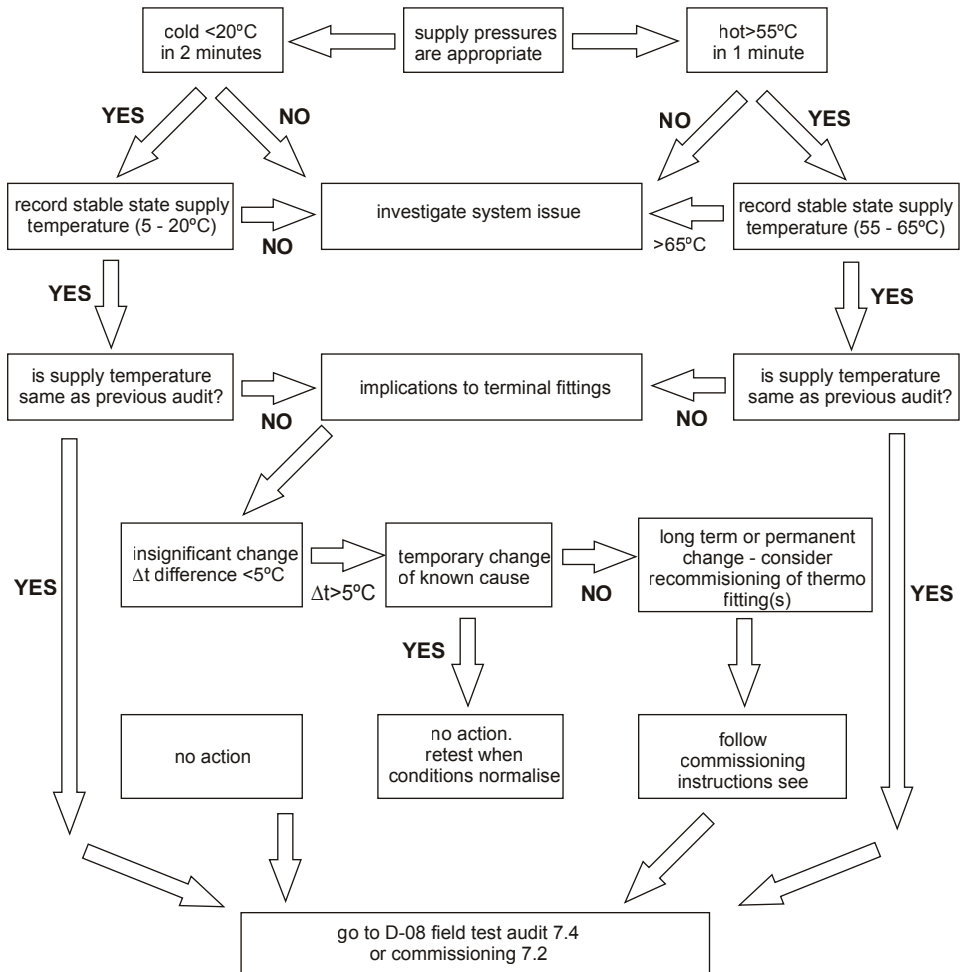 cold <20ºC
in 2 minutes
supply pressures
are appropriate
hot>55ºC
in 1 minute
YES
NO
NO
YES
record stable state supply
temperature (5 - 20ºC)
NO
investigate system issue
>65ºC
record stable state supply
temperature (55 - 65ºC)
YES
YES
is supply temperature
same as previous audit?
NO
implications to terminal fittings
NO
is supply temperature
same as previous audit?
insignificant change
Δt difference <5ºC
Δt>5ºC
temporary change
of known cause
NO
long term or permanent
change - consider
recommisioning of thermo
fitting(s)
YES
YES
YES
no action
no action.
retest when
conditions normalise
follow
commissioning
instructions see
go to D-08 field test audit 7.4
or commissioning 7.2